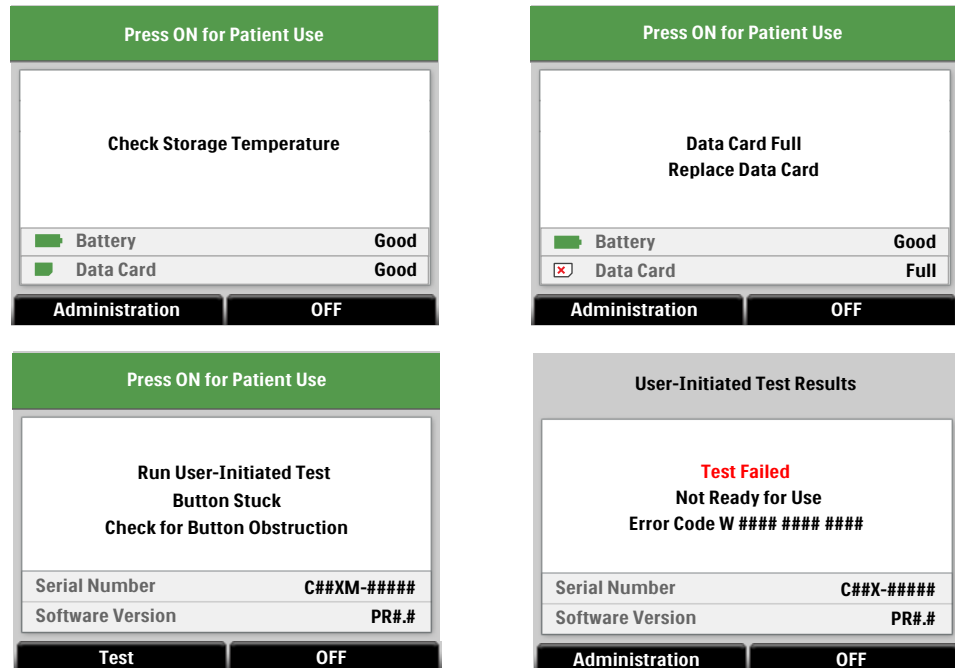 Press ON for Patient Use
Check Storage Temperature
Battery Good
Data Card Good
Administration OFF
Press ON for Patient Use
Data Card Full
Replace Data Card
Battery Good
Data Card Full
Administration OFF
Press ON for Patient Use
Run User-Initiated Test
Button Stuck
Check for Button Obstruction
Serial Number C##XM-#####
Software Version PR#.#
Test OFF
User-Initiated Test Results
Test Failed
Not Ready for Use
Error Code W #### #### ####
Serial Number C##X-#####
Software Version PR#.#
Administration OFF